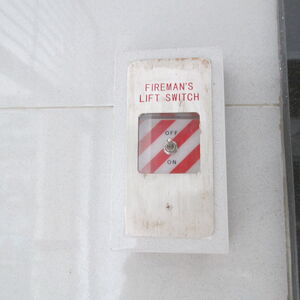 FIREMAN'S
LIFT SWITCH
OFF
ON